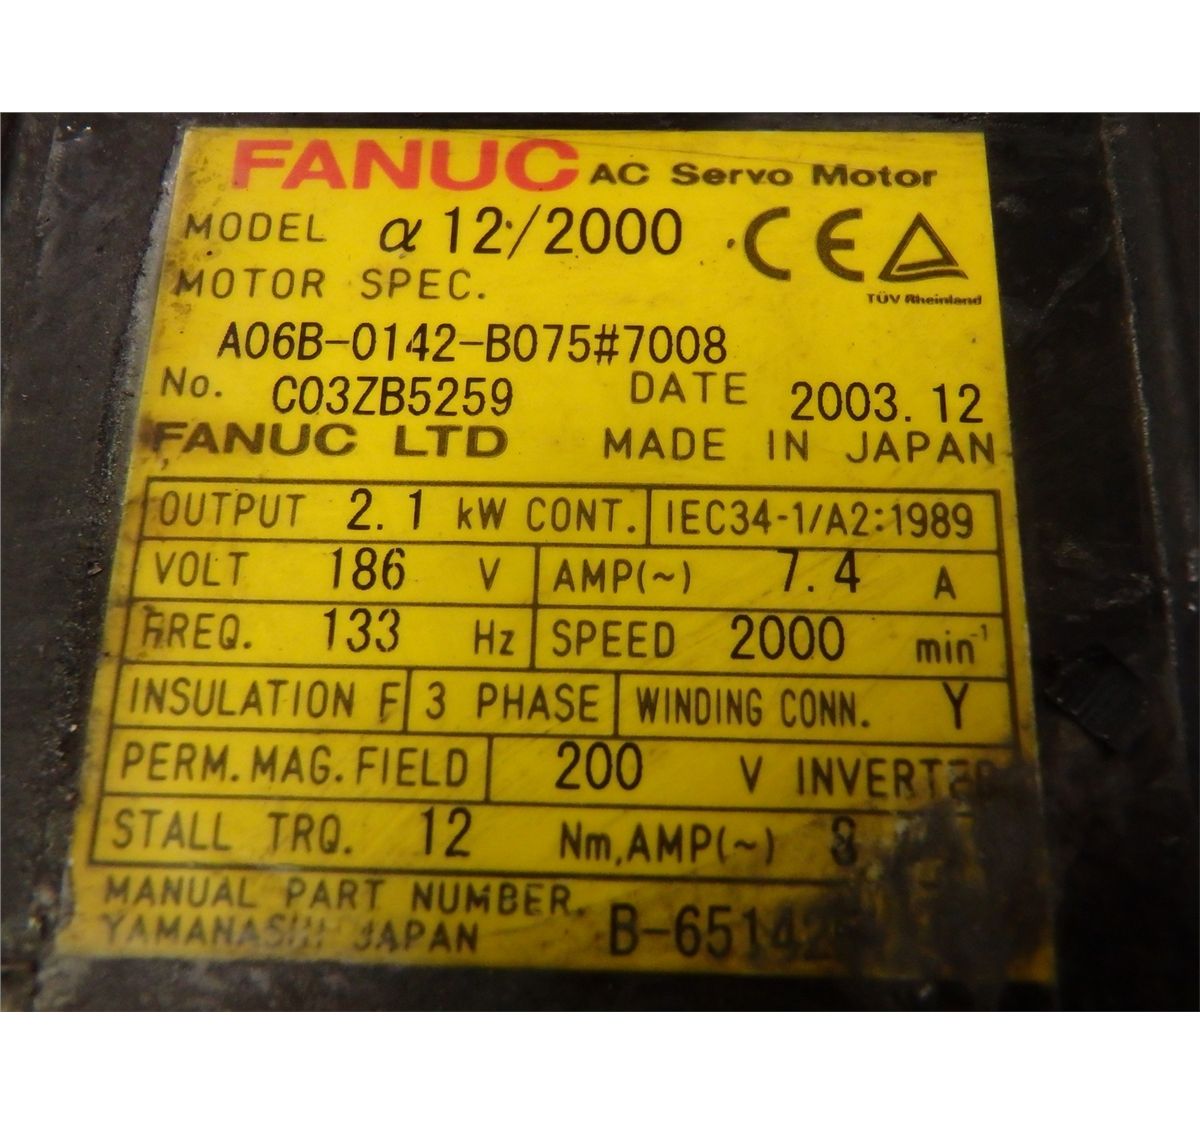 FANUC AC Servo Motor
MODEL α 12/2000 CE
TÜV Rheinland
MOTOR SPEC.
A06B-0142-B075#7008
No. C03ZB5259 DATE 2003.12
FANUC LTD MADE IN JAPAN
OUTPUT 2.1 kW CONT. IEC34-1/A2:1989
VOLT 186 V AMP(~) 7.4 A
FREQ. 133 Hz SPEED 2000 min⁻¹
INSULATION F 3 PHASE WINDING CONN. Y
PERM. MAG. FIELD 200 V INVERTER
STALL TRQ. 12 Nm, AMP(~)
MANUAL PART NUMBER.
YAMANASHI JAPAN